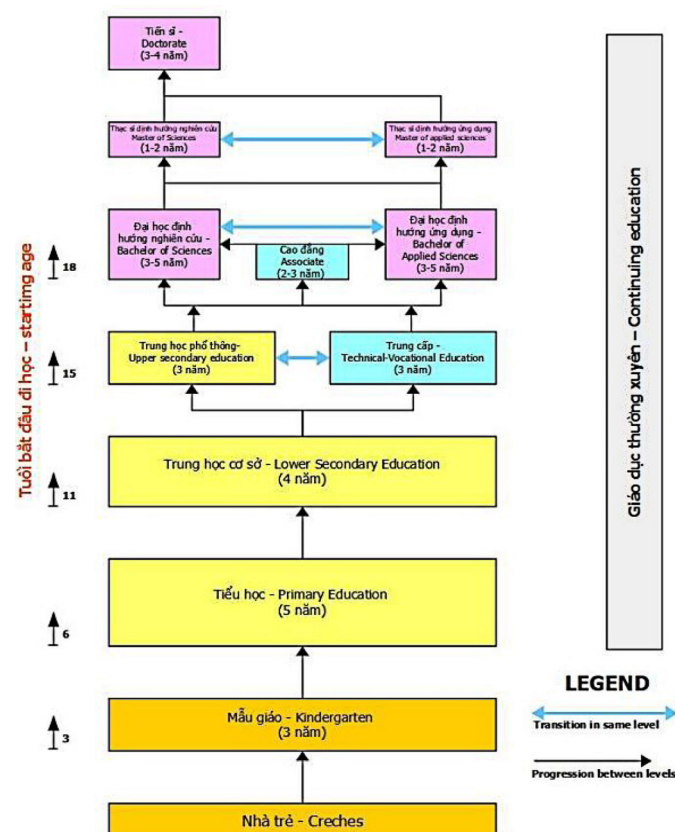 Tiến sĩ -
Doctorate
(3-4 năm)
Thạc sĩ định hướng nghiên cứu
Master of Sciences
(1-2 năm)
Thạc sĩ định hướng ứng dụng
Master of applied sciences
(1-2 năm)
Đại học định
hướng nghiên cứu -
Bachelor of Sciences
(3-5 năm)
Cao đẳng
Associate
(2-3 năm)
Đại học định
hướng ứng dụng -
Bachelor of
Applied Sciences
(3-5 năm)
18
Trung học phổ thông-
Upper secondary education
(3 năm)
Trung cấp -
Technical-Vocational Education
(3 năm)
15
Trung học cơ sở - Lower Secondary Education
(4 năm)
11
Tiểu học - Primary Education
(5 năm)
6
Mẫu giáo - Kindergarten
(3 năm)
3
Nhà trẻ - Creches
Tuổi bắt đầu đi học – startimg age
Giáo dục thường xuyên – Continuing education
LEGEND
Transition in same level
Progression between levels